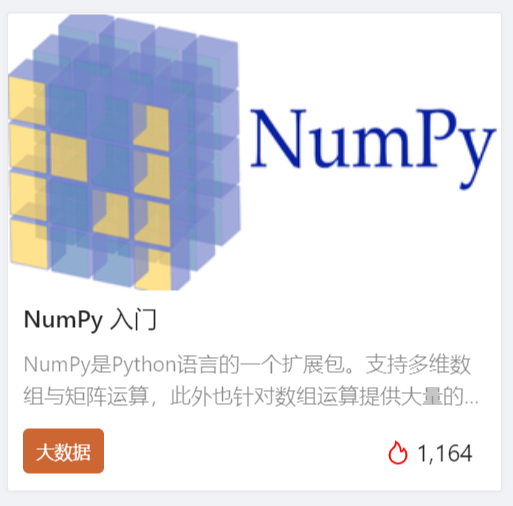 NumPy
NumPy 入门
NumPy是Python语言的一个扩展包。支持多维数
组与矩阵运算，此外也针对数组运算提供大量的...
大数据
1,164